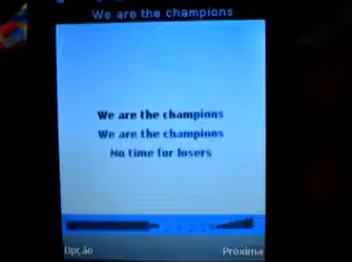 We are the champions
We are the champions
We are the champions
No time for losers
Opção
Próxima